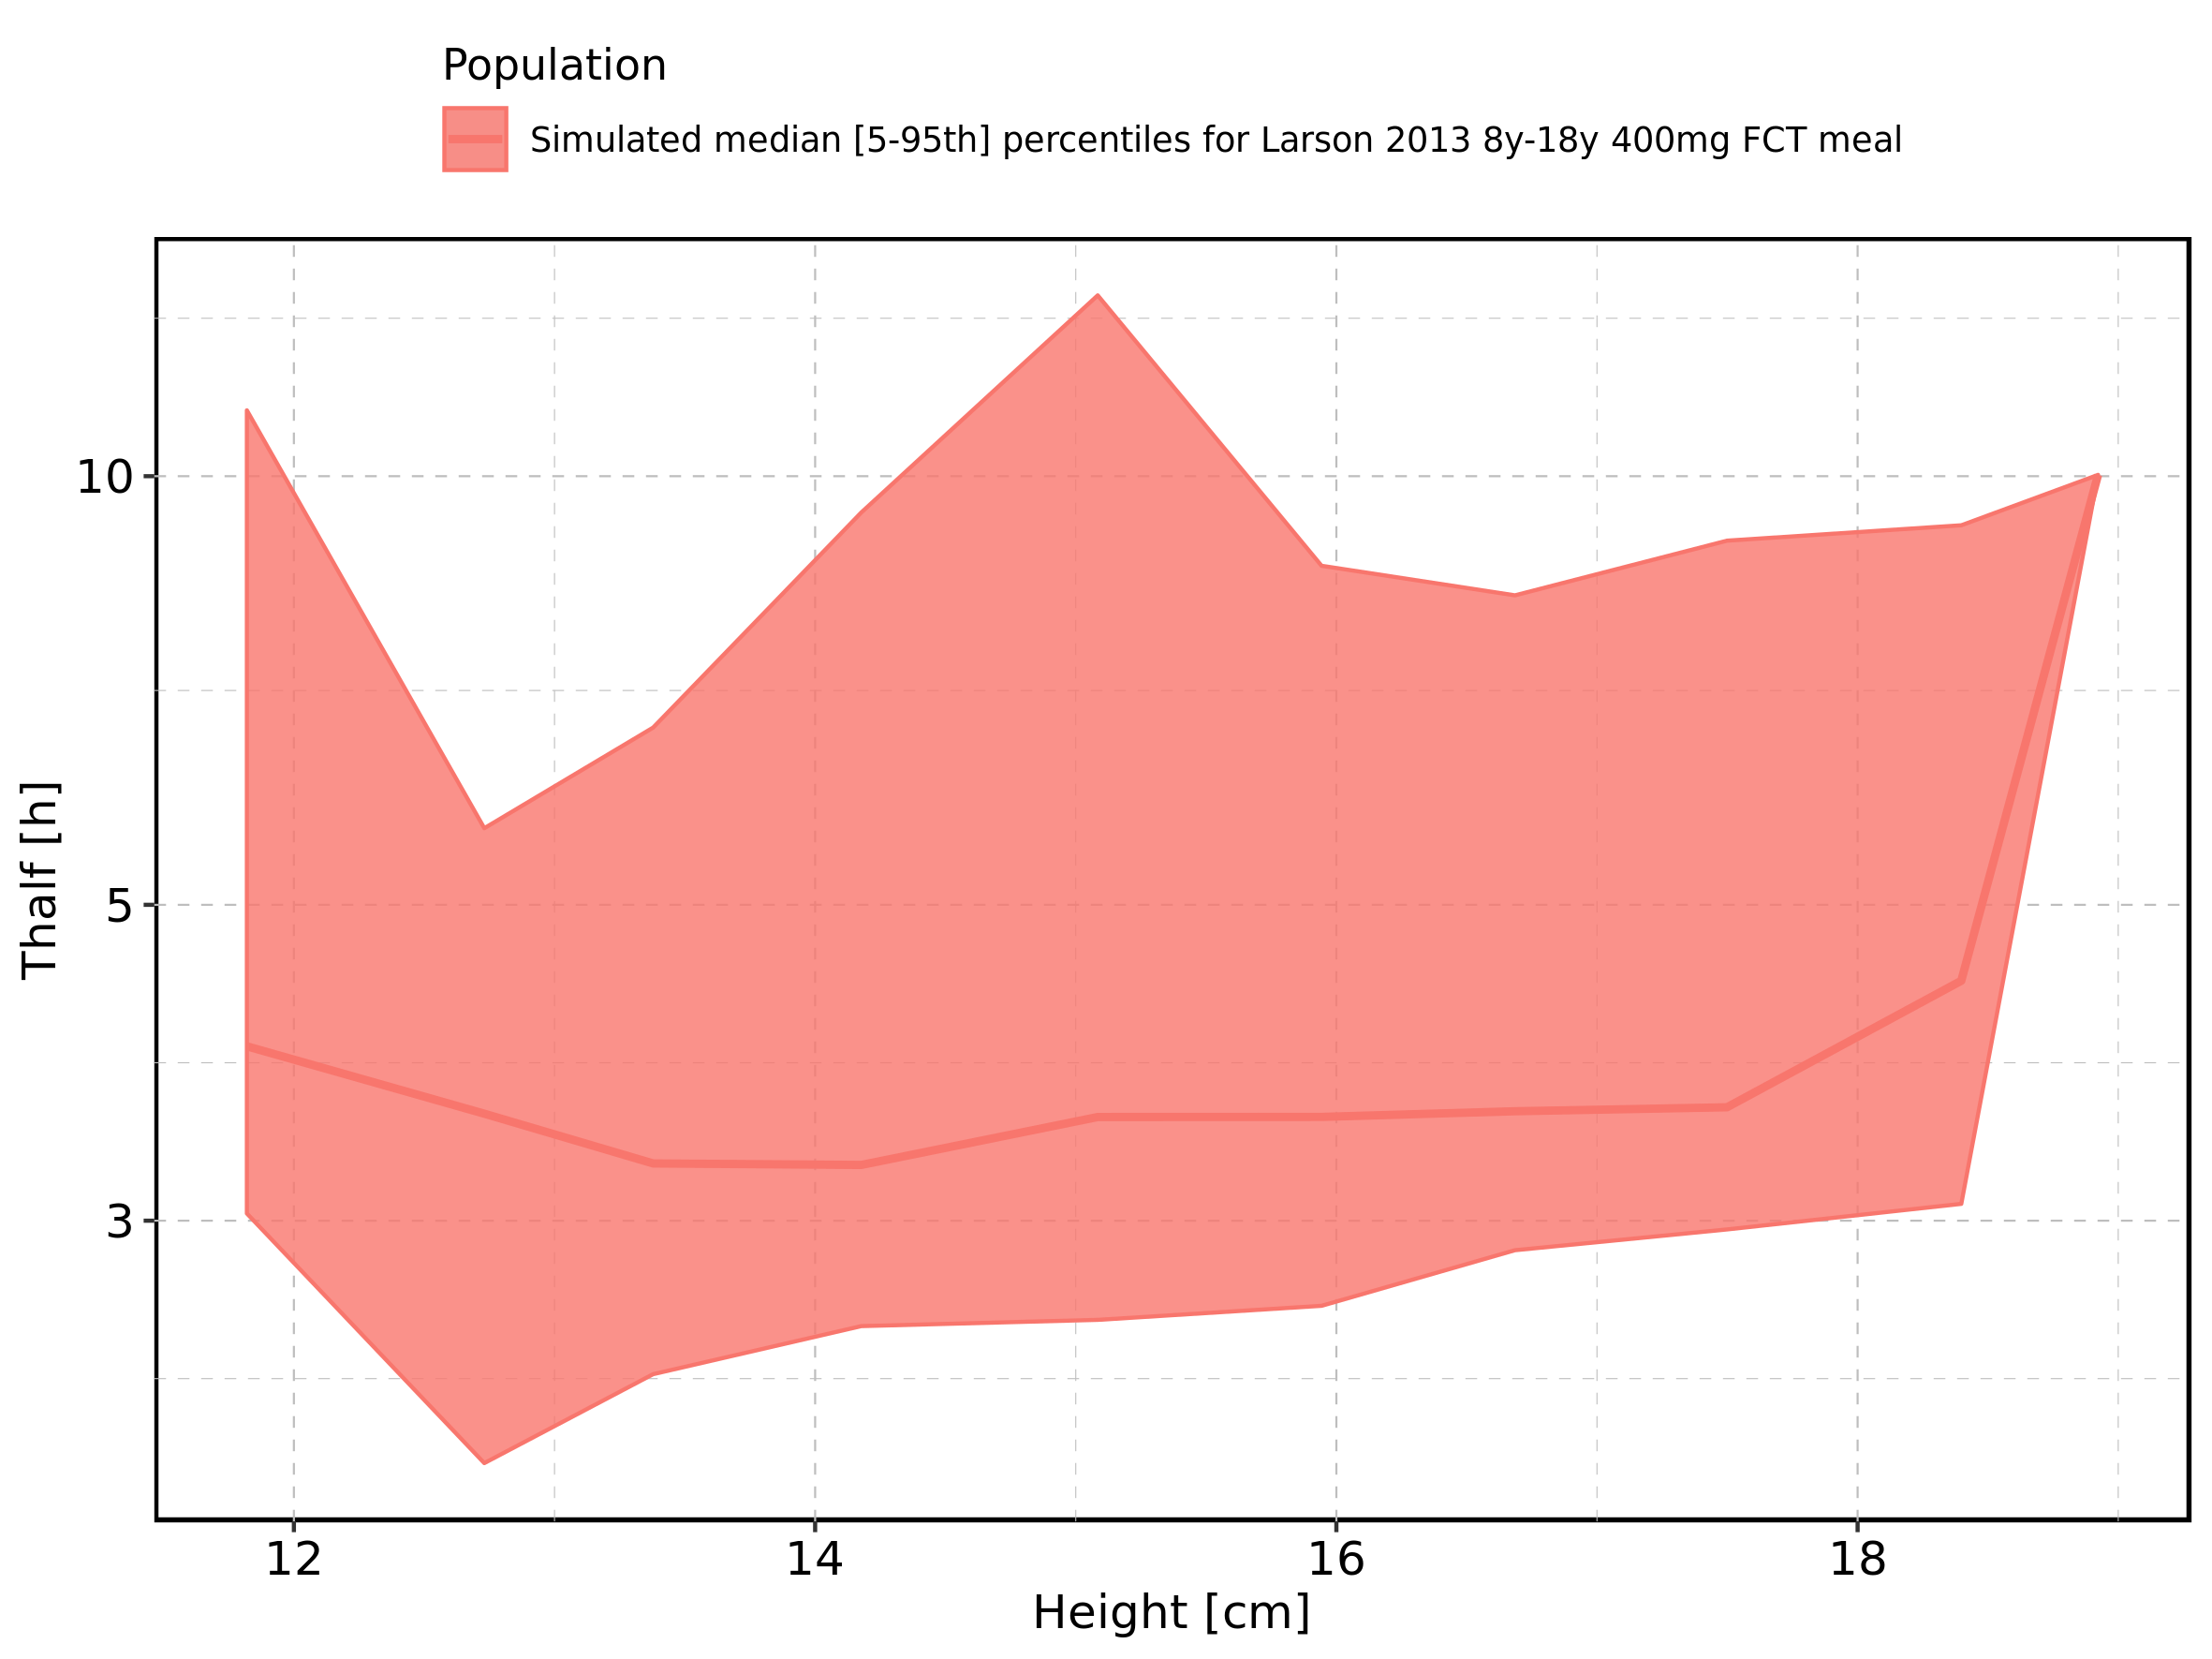 Population
Simulated median [5-95th] percentiles for Larson 2013 8y-18y 400mg FCT meal
10
5
3
Thalf [h]
12 14 16 18
Height [cm]